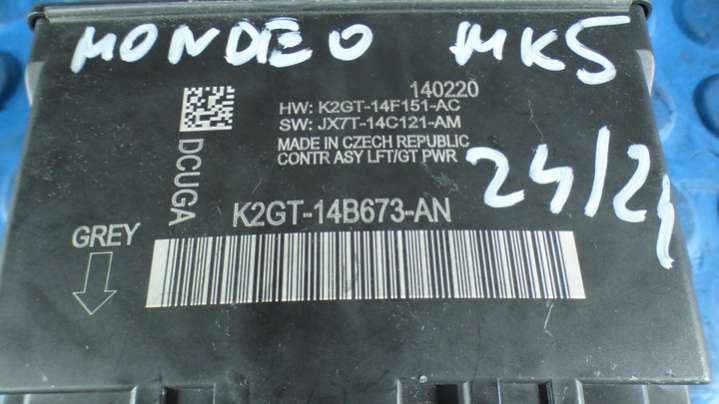 MONDEO MK5
140220
HW: K2GT-14F151-AC
SW: JX7T-14C121-AM
MADE IN CZECH REPUBLIC
CONTR ASY LFT/GT PWR
DCUGA
24/24
K2GT-14B673-AN
GREY